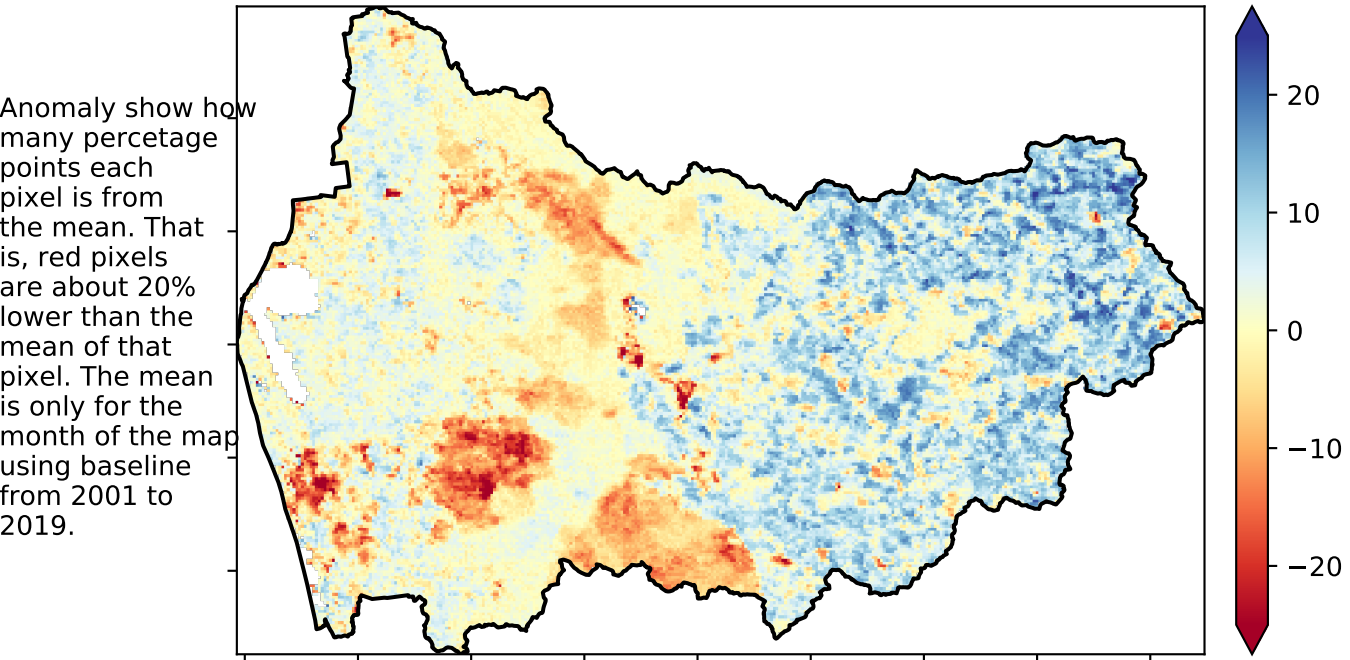 Anomaly show how
many percetage
points each
pixel is from
the mean. That
is, red pixels
are about 20%
lower than the
mean of that
pixel. The mean
is only for the
month of the map
using baseline
from 2001 to
2019.
20
10
0
−10
−20